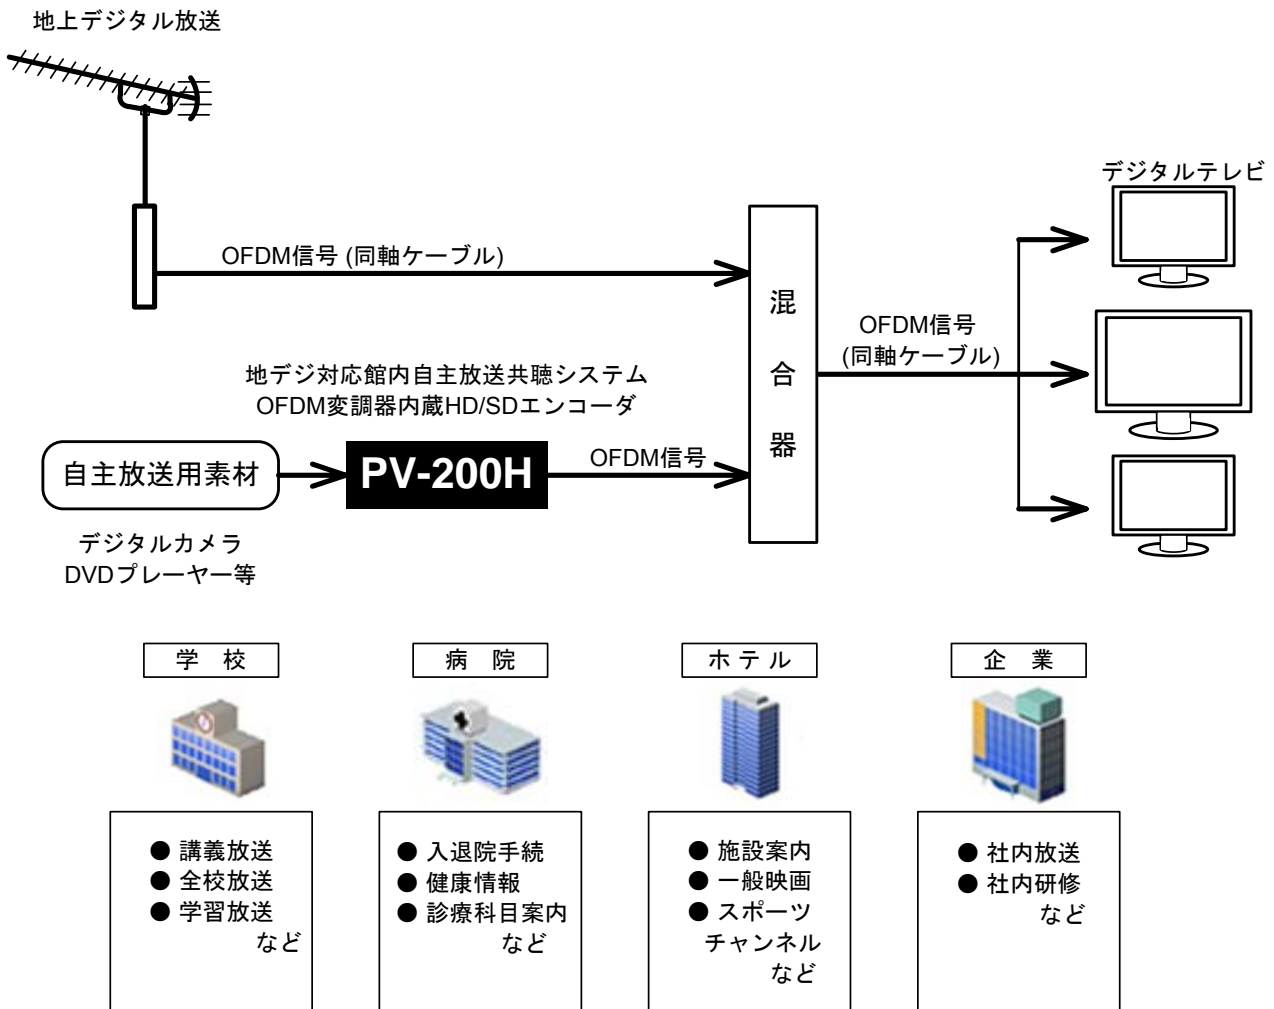 地上デジタル放送
デジタルテレビ
OFDM信号 (同軸ケーブル)
混
合
器
OFDM信号
(同軸ケーブル)
地デジ対応館内自主放送共聴システム
OFDM変調器内蔵HD/SDエンコーダ
自主放送用素材
PV-200H
OFDM信号
デジタルカメラ
DVDプレーヤー等
学 校
● 講義放送
● 全校放送
● 学習放送
など
病 院
● 入退院手続
● 健康情報
● 診療科目案内
など
ホテル
● 施設案内
● 一般映画
● スポーツ
チャンネル
など
企 業
● 社内放送
● 社内研修
など